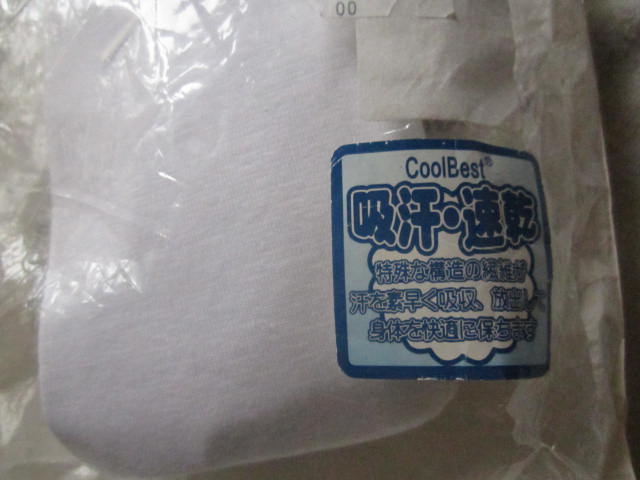 00
CoolBest®
吸汗・速乾
特殊な構造の繊維が
汗を素早く吸収、放出し
身体を快適に保ちます